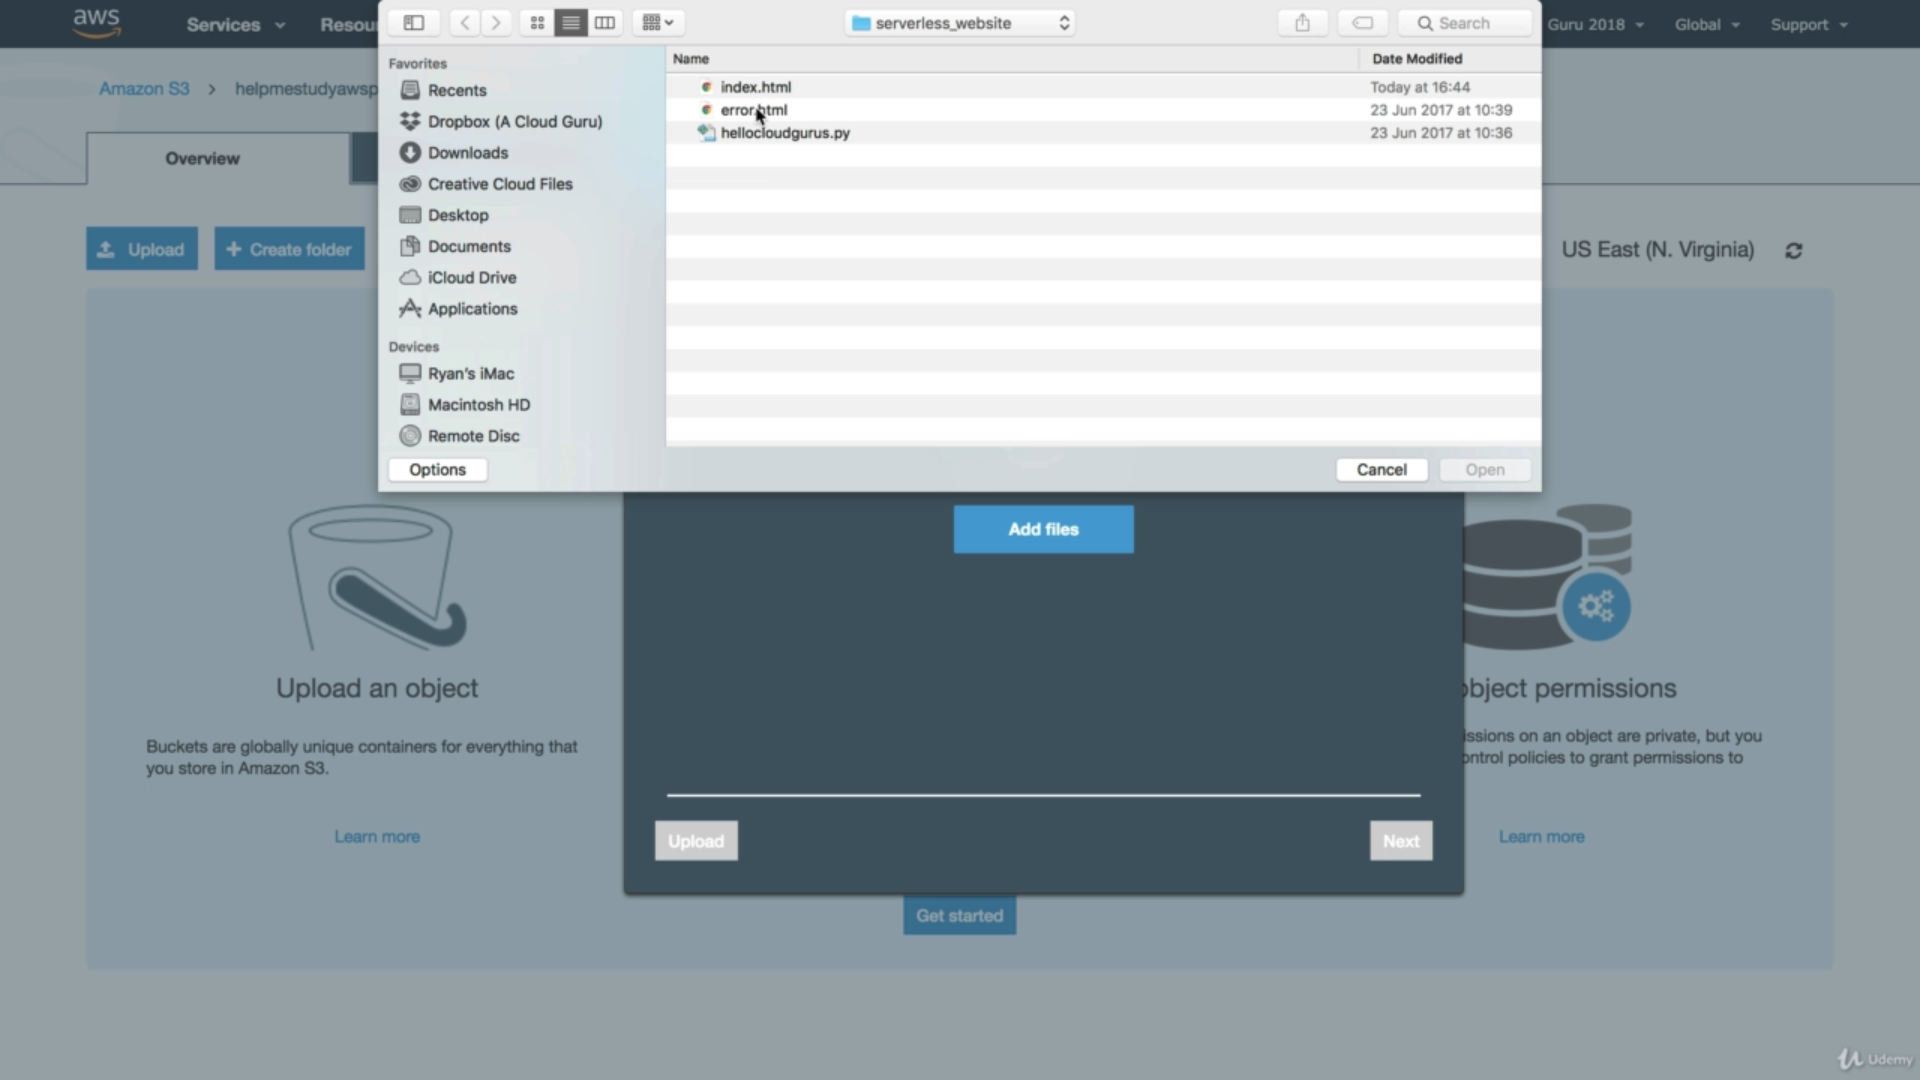 aws Services Resou serverless_website Search Guru 2018 Global Support
Amazon S3 > helpmestudyawsp
Overview
Upload + Create folder US East (N. Virginia)
Favorites
Recents
Dropbox (A Cloud Guru)
Downloads
Creative Cloud Files
Desktop
Documents
iCloud Drive
Applications
Devices
Ryan's iMac
Macintosh HD
Remote Disc
Options
Name Date Modified
index.html Today at 16:44
error.html 23 Jun 2017 at 10:39
hellocloudgurus.py 23 Jun 2017 at 10:36
Cancel Open
Add files
Upload Next
Upload an object
Buckets are globally unique containers for everything that
you store in Amazon S3.
Learn more
object permissions
issions on an object are private, but you
ontrol policies to grant permissions to
Learn more
Get started
Udemy